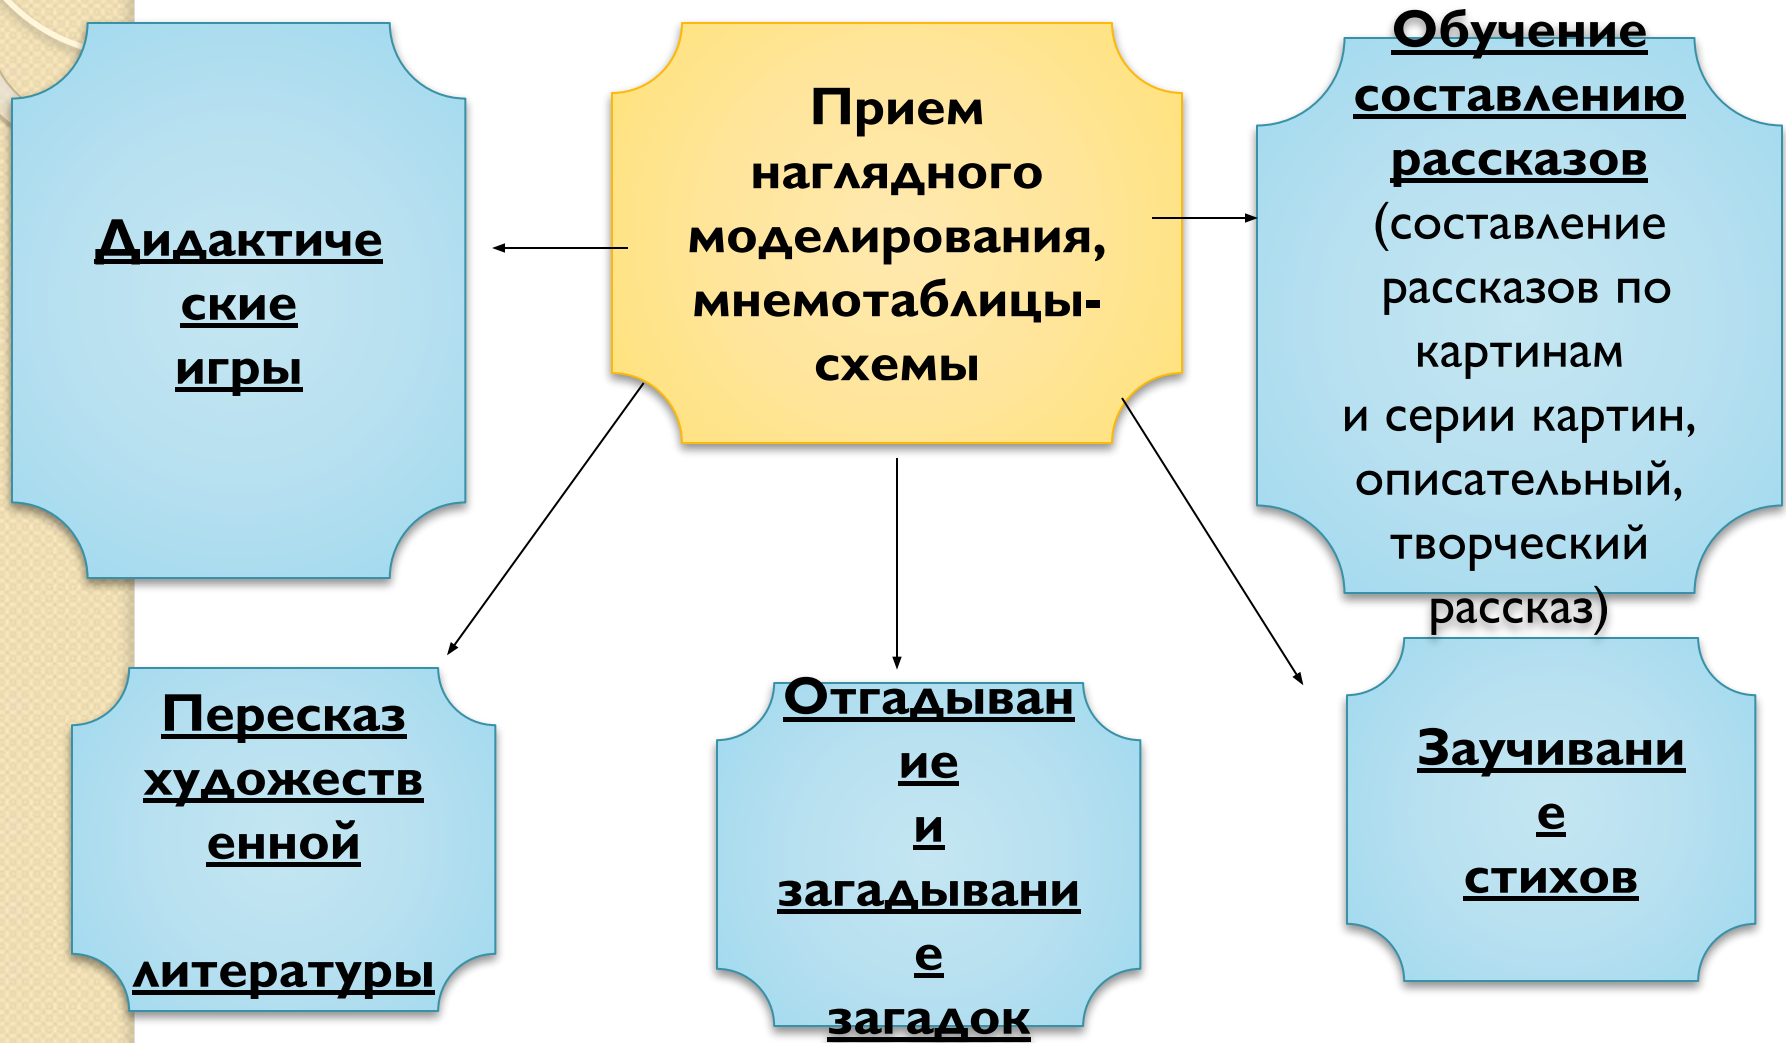 Дидактиче
ские
игры
Прием
наглядного
моделирования,
мнемотаблицы-
схемы
Обучение
составлению
рассказов
(составление
рассказов по
картинам
и серии картин,
описательный,
творческий
рассказ)
Пересказ
художеств
енной
литературы
Отгадыван
ие
и
загадывани
е
загадок
Заучивани
е
стихов